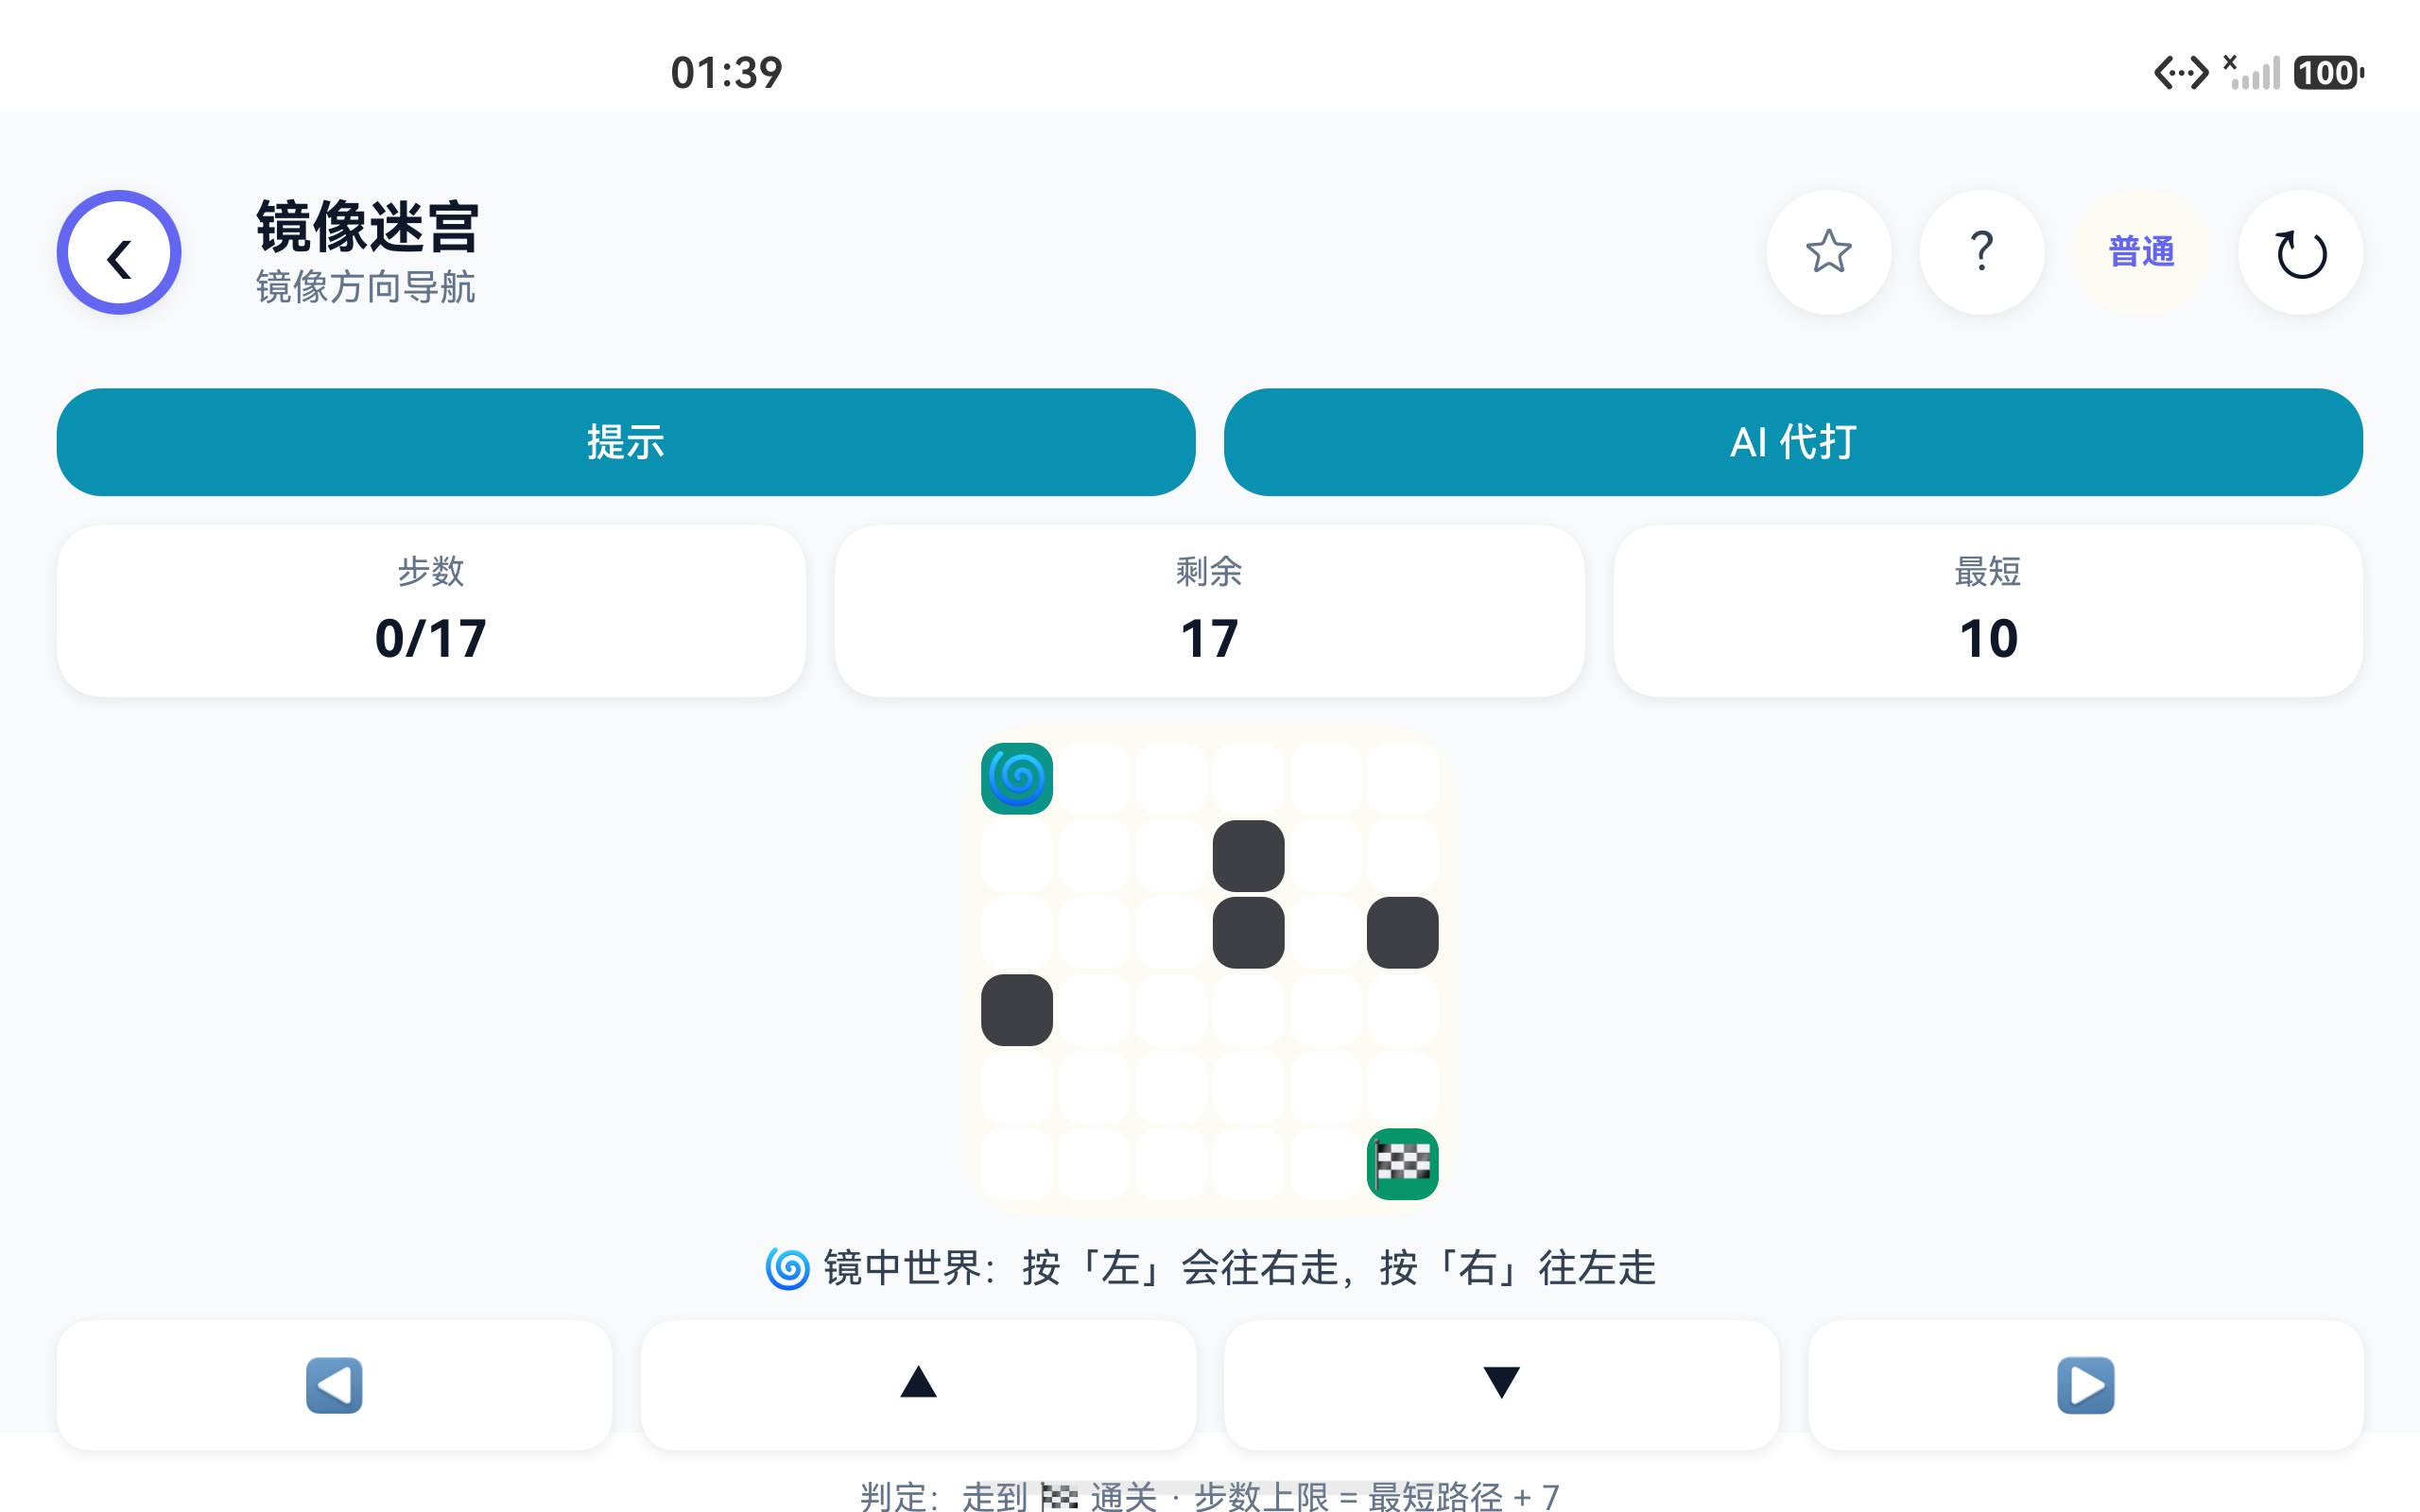 01:39
100
镜像迷宫
镜像方向导航
?
普通
提示
AI 代打
步数
0/17
剩余
17
最短
10
镜中世界：按「左」会往右走，按「右」往左走
判定：走到 🏁 通关 · 步数上限 = 最短路径 + 7